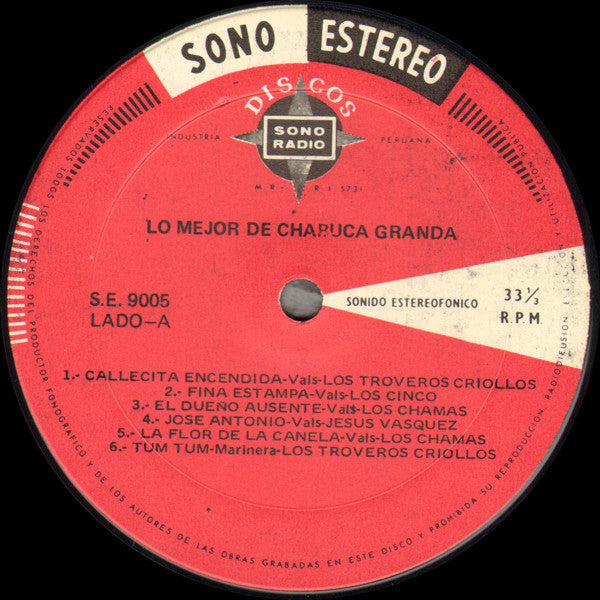 SONO ESTEREO
DISCOS
SONO
RADIO
INDUSTRIA PERUANA
M R - R I 5731
LO MEJOR DE CHABUCA GRANDA
S.E. 9005
LADO-A
SONIDO ESTEREOFONICO
33⅓
R.P.M
1.- CALLECITA ENCENDIDA-Vals-LOS TROVEROS CRIOLLOS
2.- FINA ESTAMPA-Vals-LOS CINCO
3.- EL DUEÑO AUSENTE-Vals-LOS CHAMAS
4.- JOSE ANTONIO-Vals-JESUS VASQUEZ
5.- LA FLOR DE LA CANELA-Vals-LOS CHAMAS
6.- TUM TUM-Marinera-LOS TROVEROS CRIOLLOS
RESERVADOS TODOS LOS DERECHOS DEL PRODUCTOR FONOGRAFICO Y DE LOS AUTORES DE LAS OBRAS GRABADAS EN ESTE DISCO Y PROHIBIDA SU REPRODUCCION RADIODIFUSION Y UTILIZACION PUBLICA